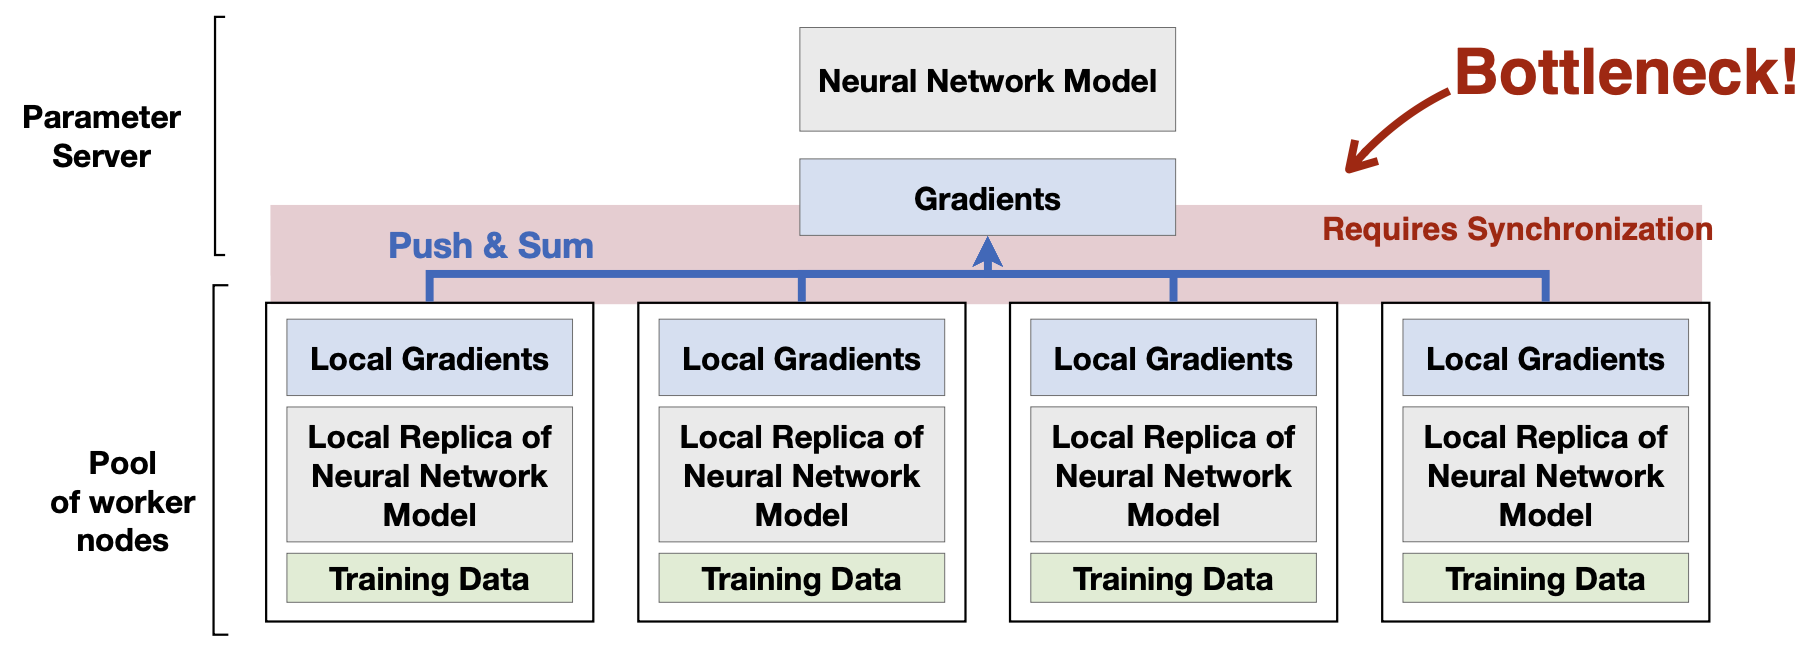 Parameter
Server
Neural Network Model
Bottleneck!
Gradients
Push & Sum
Requires Synchronization
Pool
of worker
nodes
Local Gradients
Local Replica of
Neural Network
Model
Training Data
Local Gradients
Local Replica of
Neural Network
Model
Training Data
Local Gradients
Local Replica of
Neural Network
Model
Training Data
Local Gradients
Local Replica of
Neural Network
Model
Training Data